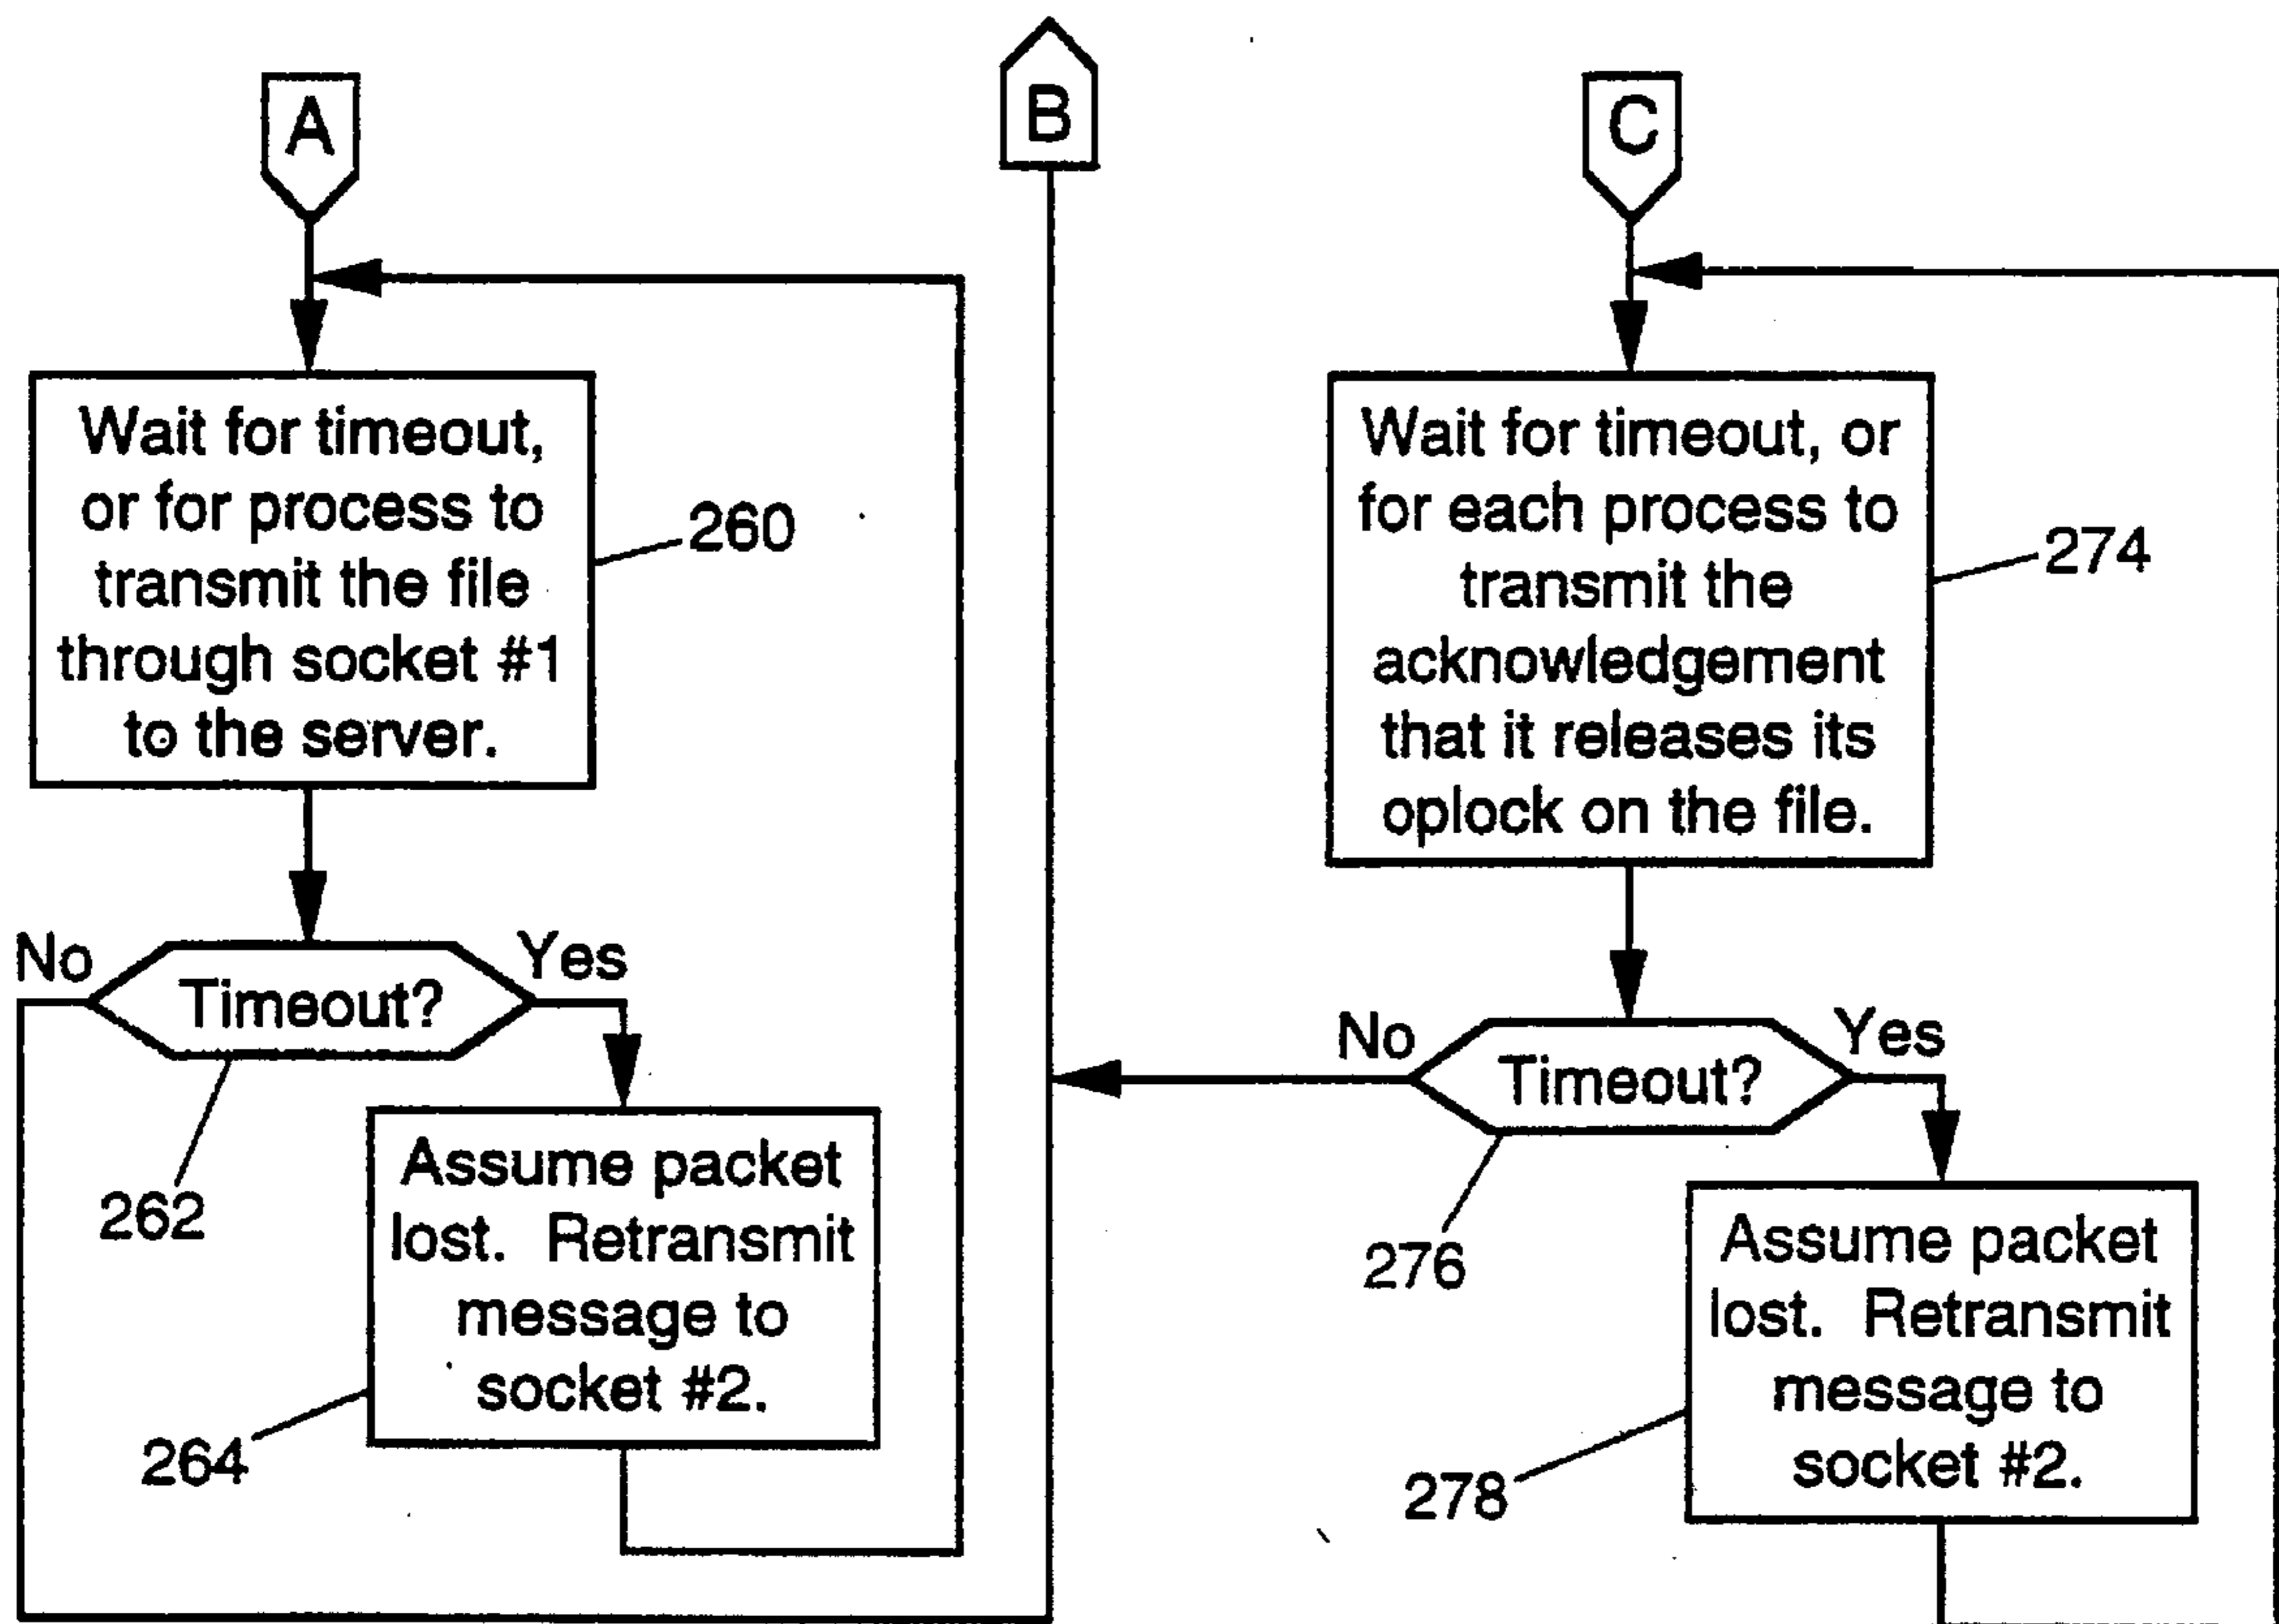 A
B
C
Wait for timeout,
or for process to
transmit the file
through socket #1
to the server.
260
No
Yes
Timeout?
262
Assume packet
lost. Retransmit
message to
socket #2.
264
Wait for timeout, or
for each process to
transmit the
acknowledgement
that it releases its
oplock on the file.
274
No
Yes
Timeout?
276
Assume packet
lost. Retransmit
message to
socket #2.
278